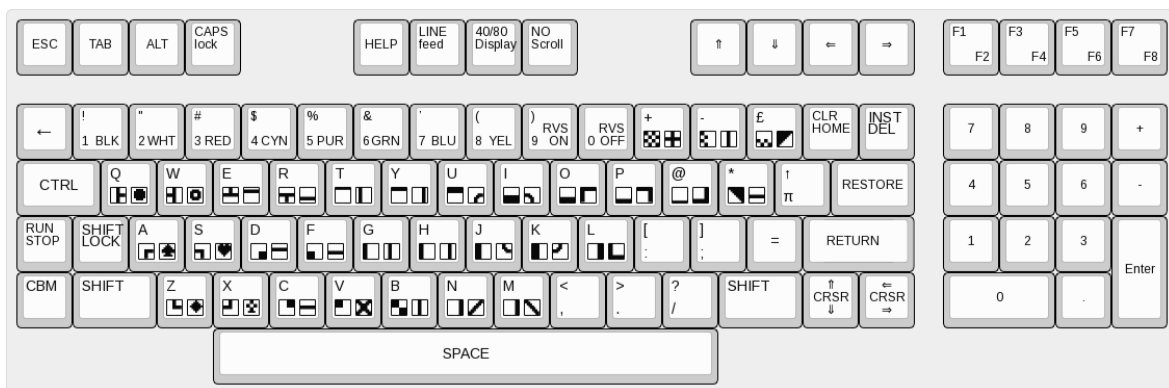 ESC TAB ALT CAPS lock HELP LINE feed 40/80 Display NO Scroll ⇑ ⇓ ⇐ ⇒ F1 F2 F3 F4 F5 F6 F7 F8
← ! 1 BLK " 2 WHT # 3 RED $ 4 CYN % 5 PUR & 6 GRN ' 7 BLU ( 8 YEL ) 9 RVS ON 0 RVS OFF + - £ CLR HOME INST DEL 7 8 9 +
CTRL Q W E R T Y U I O P @ * ↑ π RESTORE 4 5 6 -
RUN STOP SHIFT LOCK A S D F G H J K L [ : ] ; = RETURN 1 2 3 Enter
CBM SHIFT Z X C V B N M < , > . ? / SHIFT ⇑ CRSR ⇓ ⇐ CRSR ⇒ 0 .
SPACE